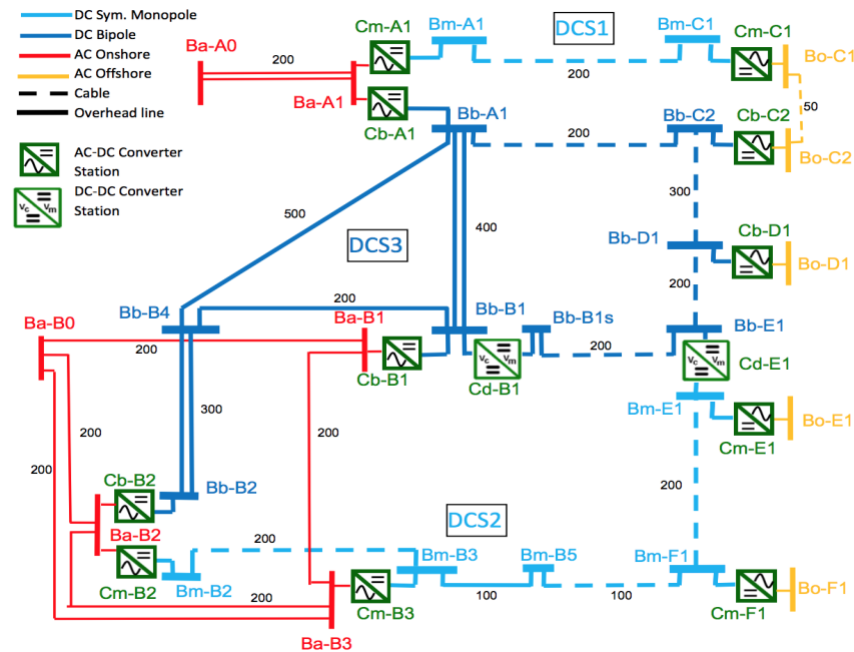 DC Sym. Monopole
DC Bipole
AC Onshore
AC Offshore
Cable
Overhead line
AC-DC Converter
Station
DC-DC Converter
Station
Vc Vm
Ba-A0
200
Ba-A1
Cm-A1
Cb-A1
Bm-A1
DCS1
200
Bm-C1
Cm-C1
Bo-C1
50
Bb-A1
200
Bb-C2
Cb-C2
Bo-C2
500
400
300
DCS3
Bb-D1
Cb-D1
Bo-D1
200
Ba-B0
Bb-B4
200
Ba-B1
200
Cb-B1
Bb-B1
Vc Vm
Cd-B1
Bb-B1s
200
Bb-E1
Vc Vm
Cd-E1
Bm-E1
Cm-E1
Bo-E1
200
200
300
200
200
Cb-B2
Bb-B2
Ba-B2
Cm-B2
Bm-B2
200
DCS2
200
Ba-B3
Cm-B3
Bm-B3
100
Bm-B5
100
Bm-F1
Cm-F1
Bo-F1